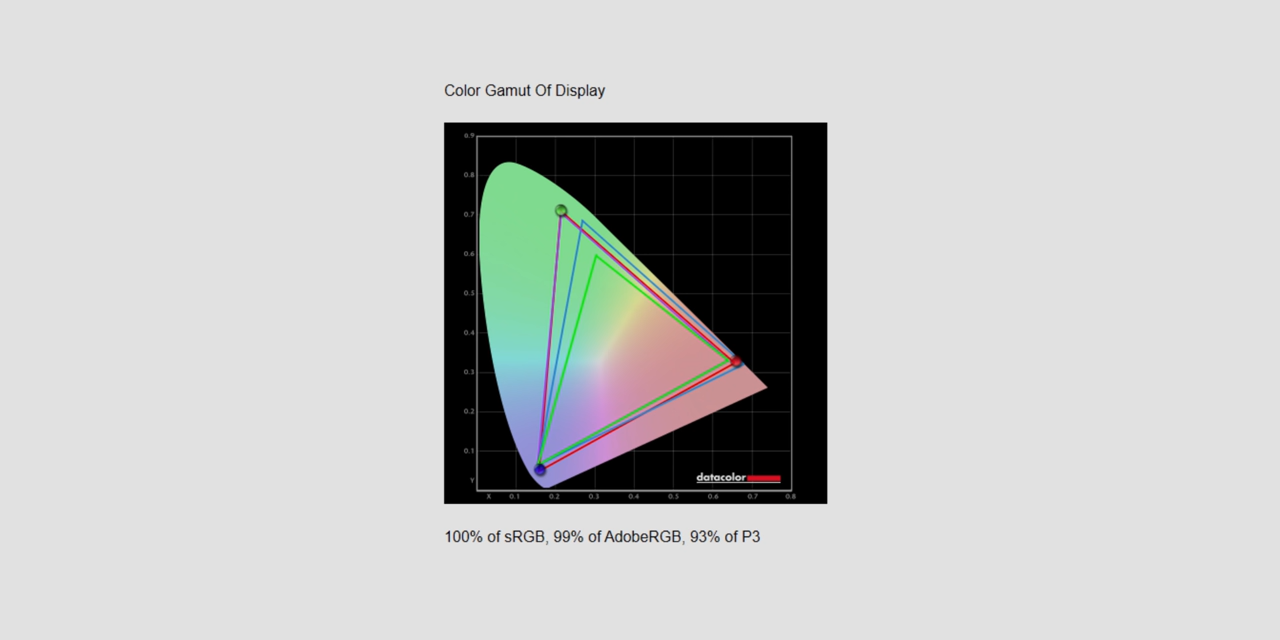 Color Gamut Of Display
0.9
0.8
0.7
0.6
0.5
0.4
0.3
0.2
0.1
Y
X 0.1 0.2 0.3 0.4 0.5 0.6 0.7 0.8
datacolor
100% of sRGB, 99% of AdobeRGB, 93% of P3